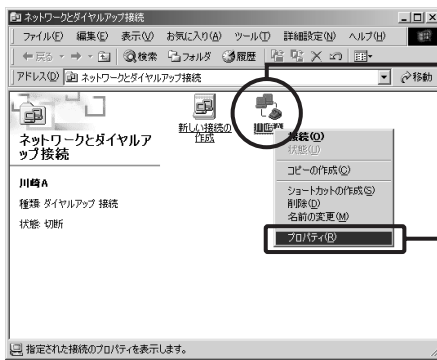 ネットワークとダイヤルアップ接続
ファイル(F) 編集(E) 表示(V) お気に入り(A) ツール(T) 詳細設定(N) ヘルプ(H)
戻る 検索 フォルダ 履歴
アドレス(D) ネットワークとダイヤルアップ接続 移動
ネットワークとダイヤルア
ップ接続
新しい接続の
作成
川崎A
種類: ダイヤルアップ 接続
状態: 切断
接続(O)
状態(U)
コピーの作成(C)
ショートカットの作成(S)
削除(D)
名前の変更(M)
プロパティ(R)
指定された接続のプロパティを表示します。